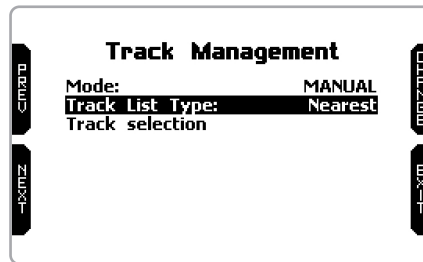 Track Management
PREV
CHANGE
Mode: MANUAL
Track List Type: Nearest
Track selection
NEXT
EXIT